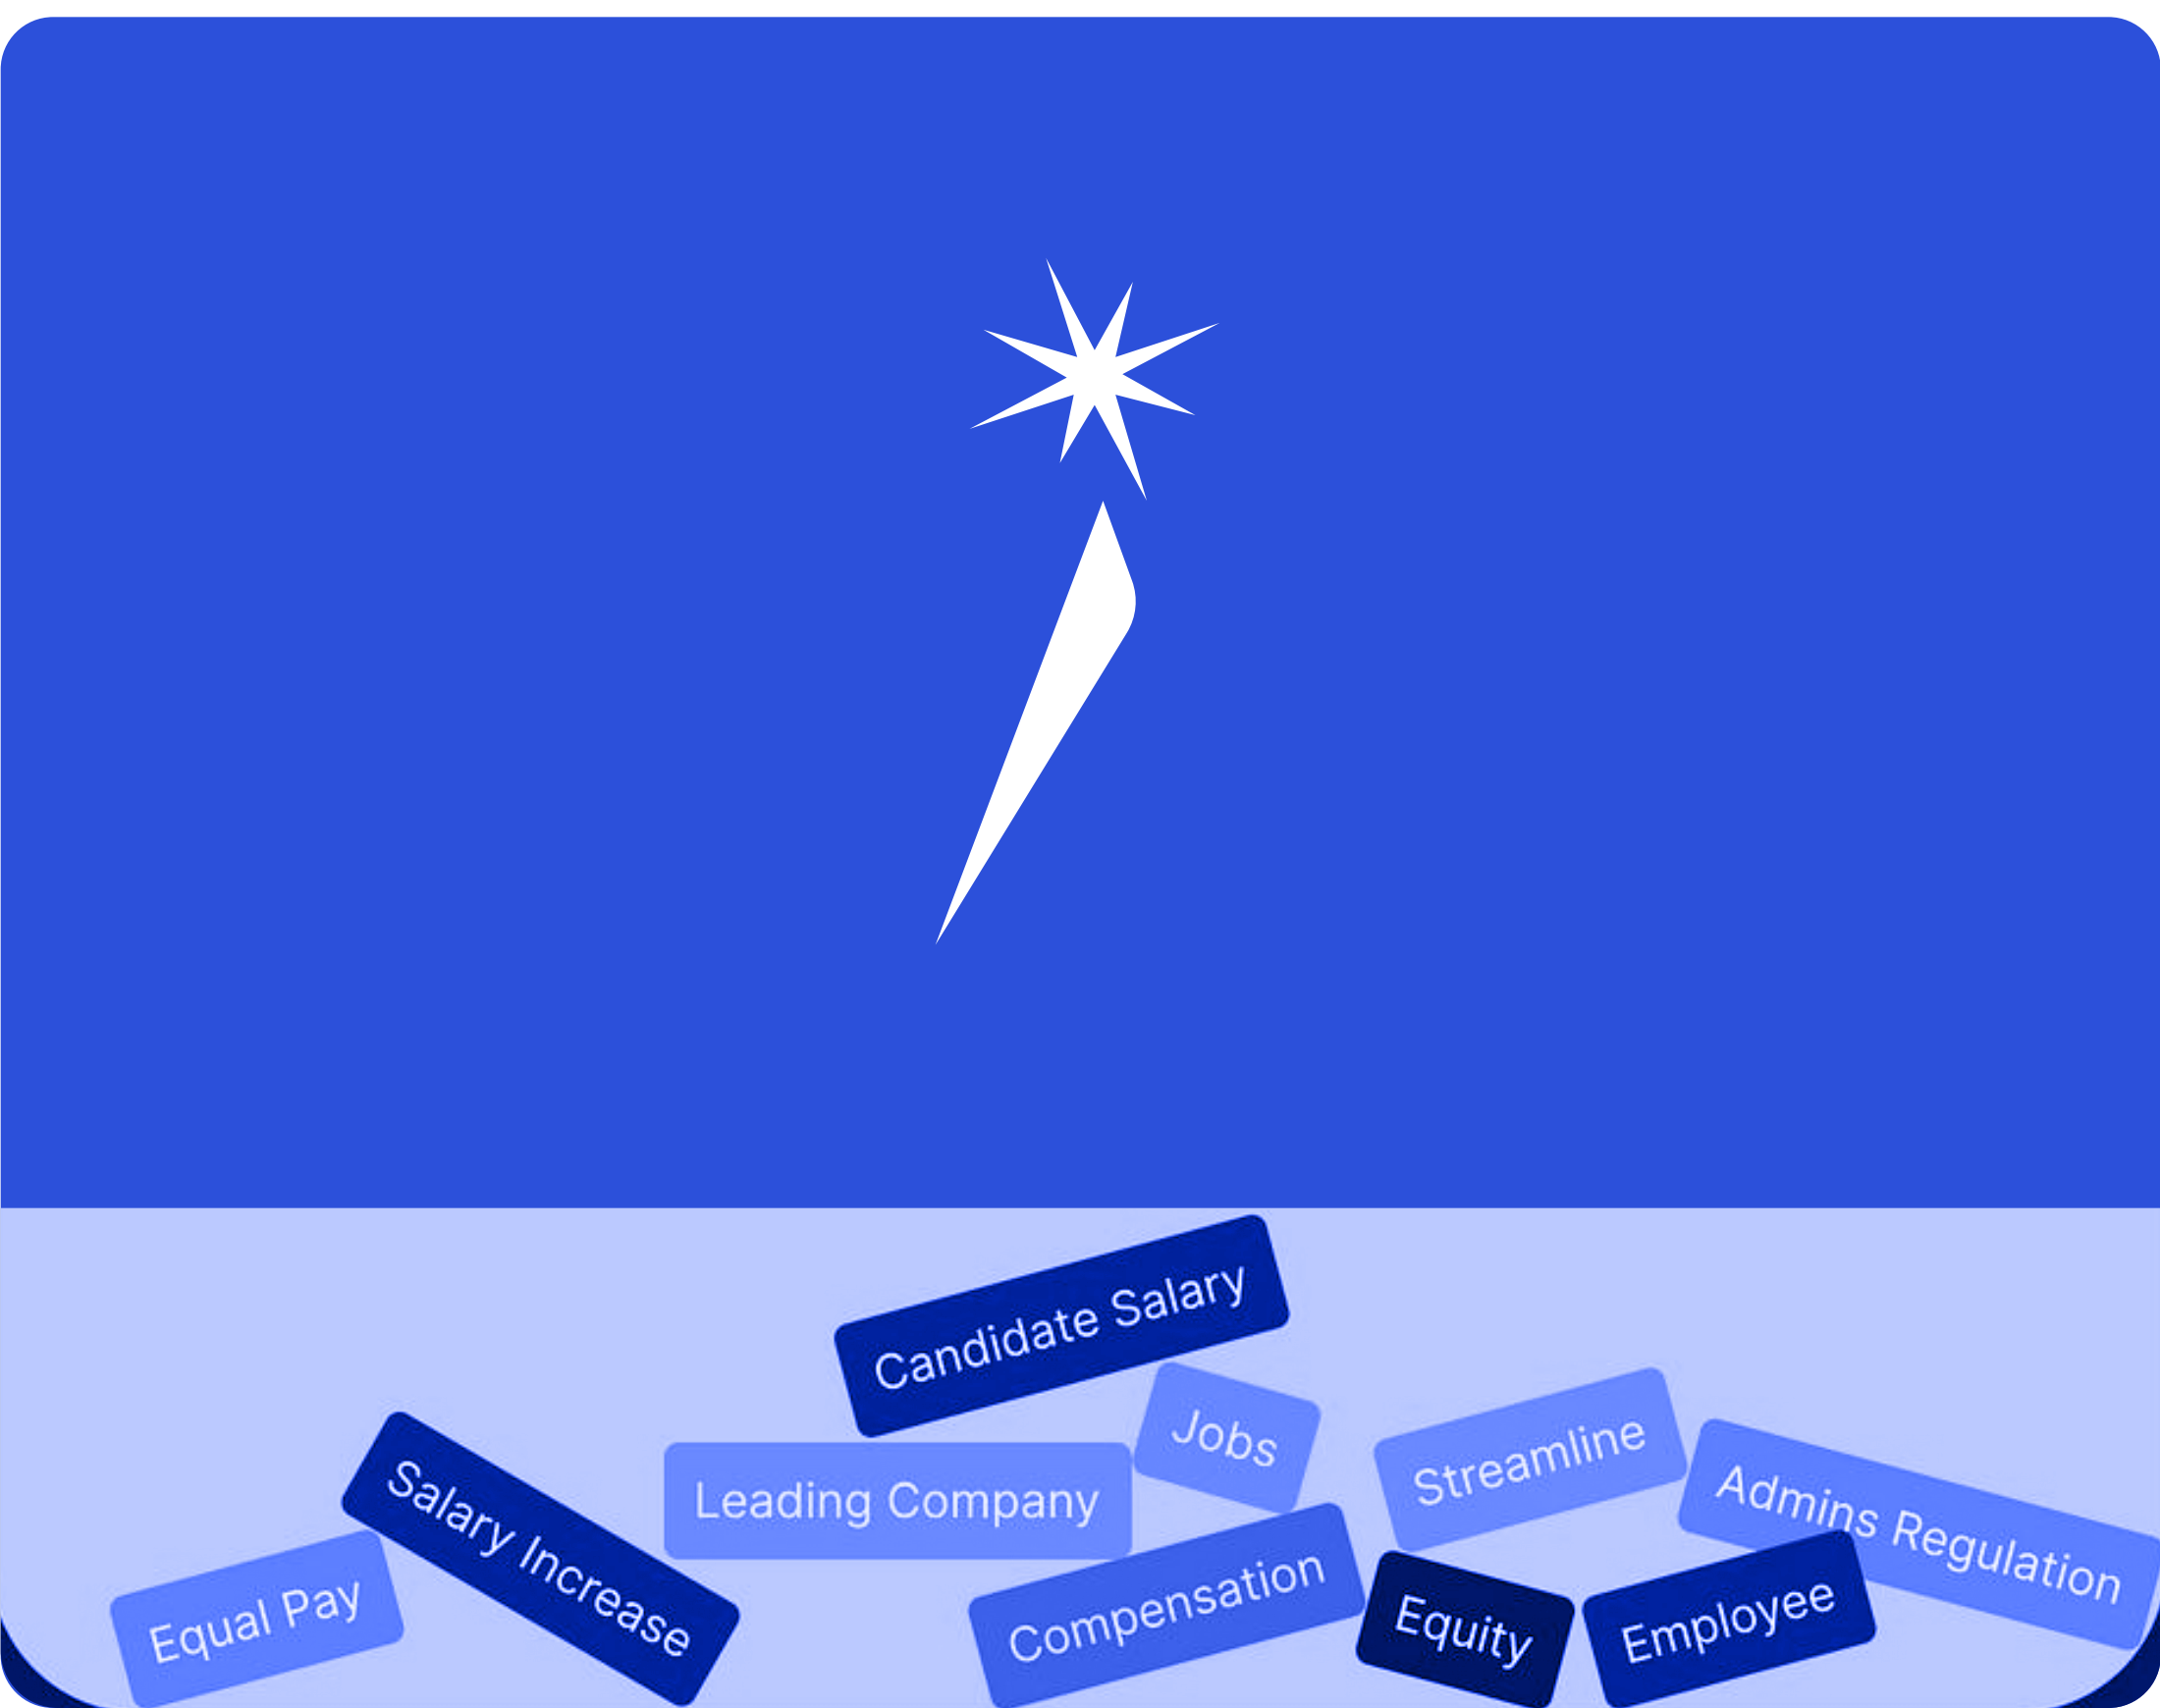 Candidate Salary
Jobs
Streamline
Salary Increase
Leading Company
Admins Regulation
Equal Pay
Compensation
Equity
Employee